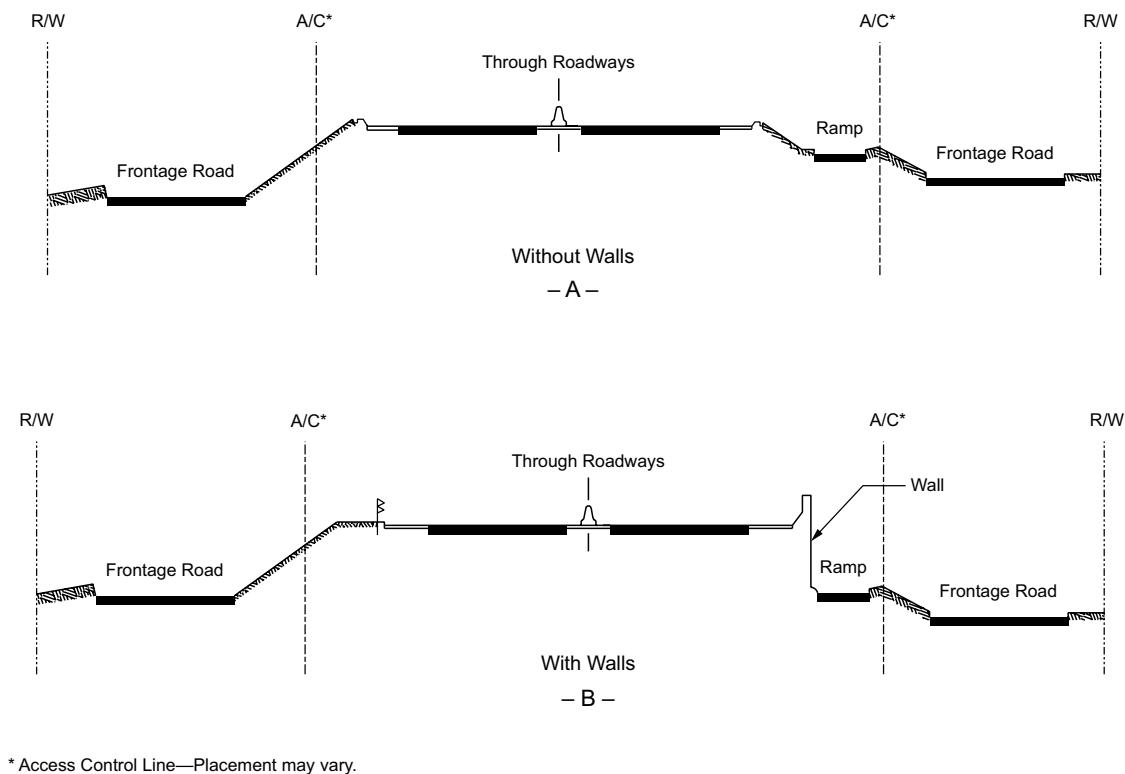 R/W
A/C*
A/C*
R/W
Through Roadways
Ramp
Frontage Road
Frontage Road
Without Walls
– A –
R/W
A/C*
A/C*
R/W
Through Roadways
Wall
Frontage Road
Ramp
Frontage Road
With Walls
– B –
* Access Control Line—Placement may vary.